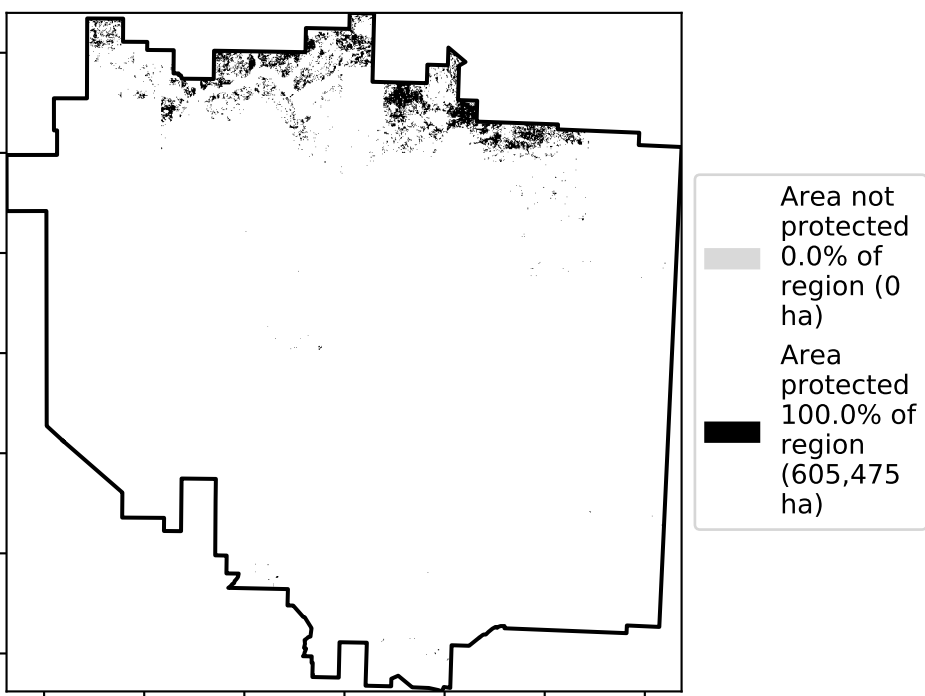 Area not
protected
0.0% of
region (0
ha)
Area
protected
100.0% of
region
(605,475
ha)